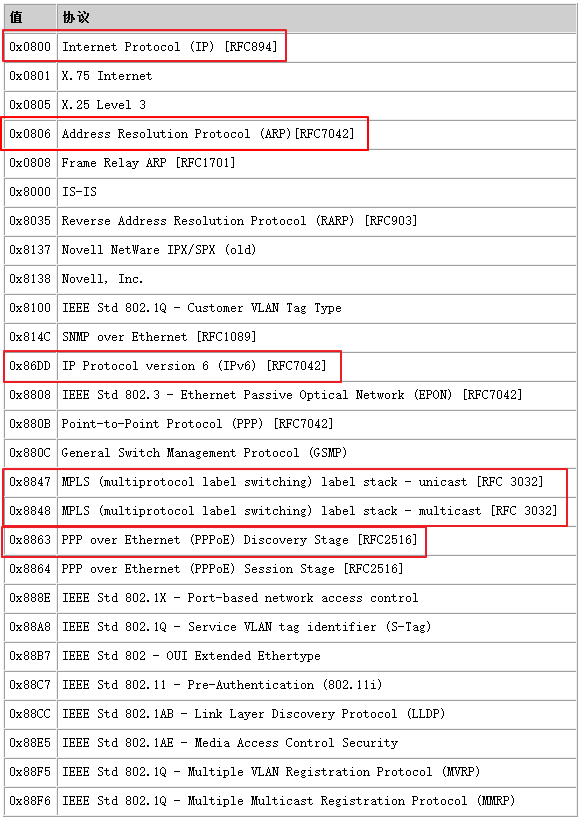 值 协议
0x0800 Internet Protocol (IP) [RFC894]
0x0801 X.75 Internet
0x0805 X.25 Level 3
0x0806 Address Resolution Protocol (ARP)[RFC7042]
0x0808 Frame Relay ARP [RFC1701]
0x8000 IS-IS
0x8035 Reverse Address Resolution Protocol (RARP) [RFC903]
0x8137 Novell NetWare IPX/SPX (old)
0x8138 Novell, Inc.
0x8100 IEEE Std 802.1Q - Customer VLAN Tag Type
0x814C SNMP over Ethernet [RFC1089]
0x86DD IP Protocol version 6 (IPv6) [RFC7042]
0x8808 IEEE Std 802.3 - Ethernet Passive Optical Network (EPON) [RFC7042]
0x880B Point-to-Point Protocol (PPP) [RFC7042]
0x880C General Switch Management Protocol (GSMP)
0x8847 MPLS (multiprotocol label switching) label stack - unicast [RFC 3032]
0x8848 MPLS (multiprotocol label switching) label stack - multicast [RFC 3032]
0x8863 PPP over Ethernet (PPPoE) Discovery Stage [RFC2516]
0x8864 PPP over Ethernet (PPPoE) Session Stage [RFC2516]
0x888E IEEE Std 802.1X - Port-based network access control
0x88A8 IEEE Std 802.1Q - Service VLAN tag identifier (S-Tag)
0x88B7 IEEE Std 802 - OUI Extended Ethertype
0x88C7 IEEE Std 802.11 - Pre-Authentication (802.11i)
0x88CC IEEE Std 802.1AB - Link Layer Discovery Protocol (LLDP)
0x88E5 IEEE Std 802.1AE - Media Access Control Security
0x88F5 IEEE Std 802.1Q - Multiple VLAN Registration Protocol (MVRP)
0x88F6 IEEE Std 802.1Q - Multiple Multicast Registration Protocol (MMRP)